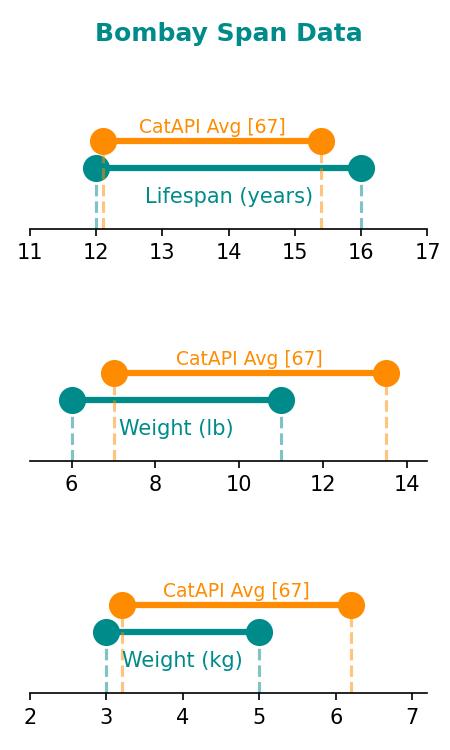 Bombay Span Data
CatAPI Avg [67]
Lifespan (years)
11 12 13 14 15 16 17
CatAPI Avg [67]
Weight (lb)
6 8 10 12 14
CatAPI Avg [67]
Weight (kg)
2 3 4 5 6 7